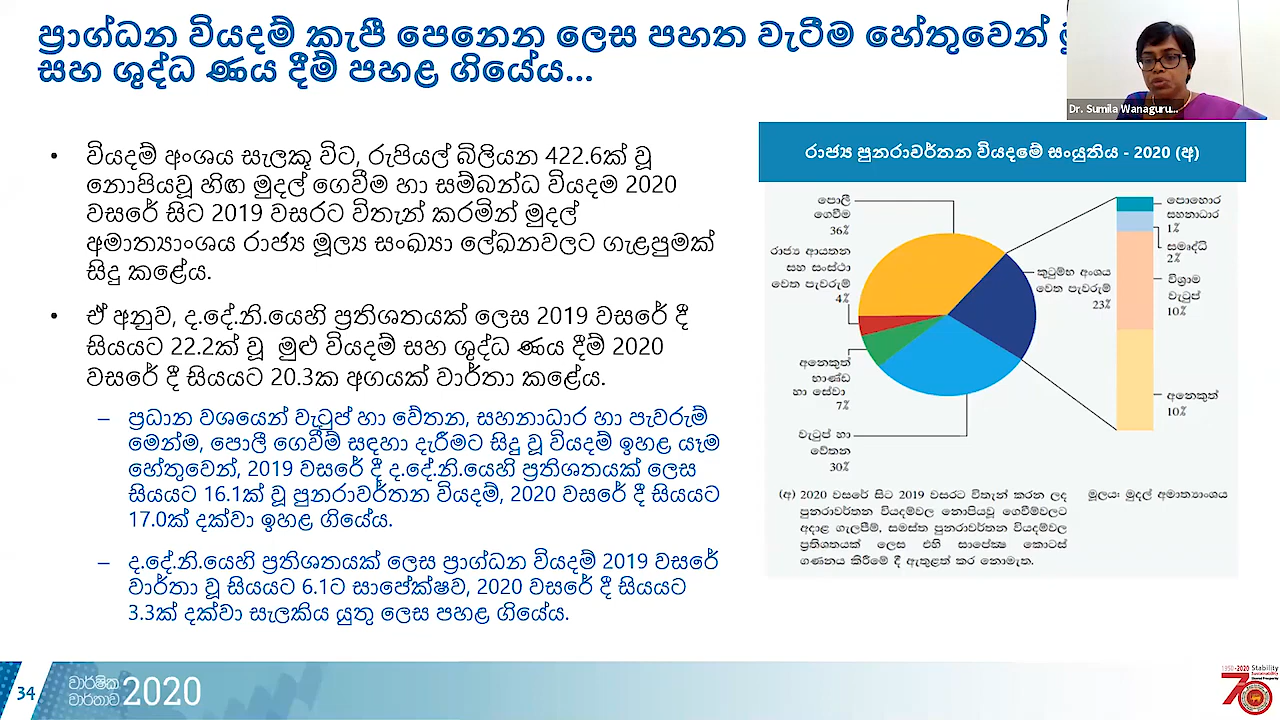 ප්‍රාග්ධන වියදම් කැපී පෙනෙන ලෙස පහත වැටීම හේතුවෙන්
සහ ශුද්ධ ණය දීම් පහළ ගියේය...
Dr. Sumila Wanaguru...
• වියදම් අංශය සැලකූ විට, රුපියල් බිලියන 422.6ක් වූ
නොපියවූ හිඟ මුදල් ගෙවීම් හා සම්බන්ධ වියදම 2020
වසරේ සිට 2019 වසරට විතැන් කරමින් මුදල්
අමාත්‍යාංශය රාජ්‍ය මූල්‍ය සංඛ්‍යා ලේඛනවලට ගැළපුමක්
සිදු කළේය.
• ඒ අනුව, ද.දේ.නි.යෙහි ප්‍රතිශතයක් ලෙස 2019 වසරේ දී
සියයට 22.2ක් වූ මුළු වියදම් සහ ශුද්ධ ණය දීම් 2020
වසරේ දී සියයට 20.3ක අගයක් වාර්තා කළේය.
– ප්‍රධාන වශයෙන් වැටුප් හා වේතන, සහනාධාර හා පැවරුම්
මෙන්ම, පොලී ගෙවීම් සඳහා දැරීමට සිදු වූ වියදම් ඉහළ යෑම
හේතුවෙන්, 2019 වසරේ දී ද.දේ.නි.යෙහි ප්‍රතිශතයක් ලෙස
සියයට 16.1ක් වූ පුනරාවර්තන වියදම්, 2020 වසරේ දී සියයට
17.0ක් දක්වා ඉහළ ගියේය.
– ද.දේ.නි.යෙහි ප්‍රතිශතයක් ලෙස ප්‍රාග්ධන වියදම් 2019 වසරේ
වාර්තා වූ සියයට 6.1ට සාපේක්ෂව, 2020 වසරේ දී සියයට
3.3ක් දක්වා සැලකිය යුතු ලෙස පහළ ගියේය.
රාජ්‍ය පුනරාවර්තන වියදමේ සංයුතිය - 2020 (අ)
පොලී
ගෙවීම
36%
රාජ්‍ය ආයතන
සහ සංස්ථා
වෙත පැවරුම්
4%
අනෙකුත්
භාණ්ඩ
හා සේවා
7%
වැටුප් හා
වේතන
30%
කුටුම්භ අංශය
වෙත පැවරුම්
23%
පොහොර
සහනාධාර
1%
සමෘද්ධි
2%
විශ්‍රාම
වැටුප්
10%
අනෙකුත්
10%
(අ) 2020 වසරේ සිට 2019 වසරට විතැන් කරන ලද
පුනරාවර්තන වියදම්වල නොපියවූ ගෙවීම්වලට
අදාළ ගැලපීම්, සමස්ත පුනරාවර්තන වියදම්වල
ප්‍රතිශතයක් ලෙස එහි සාපේක්‍ෂ කොටස්
ගණනය කිරීමේ දී ඇතුළත් කර නොමැත.
මූලය: මුදල් අමාත්‍යාංශය
34
වාර්ෂික
වාර්තාව 2020
1950-2020 Stability
70